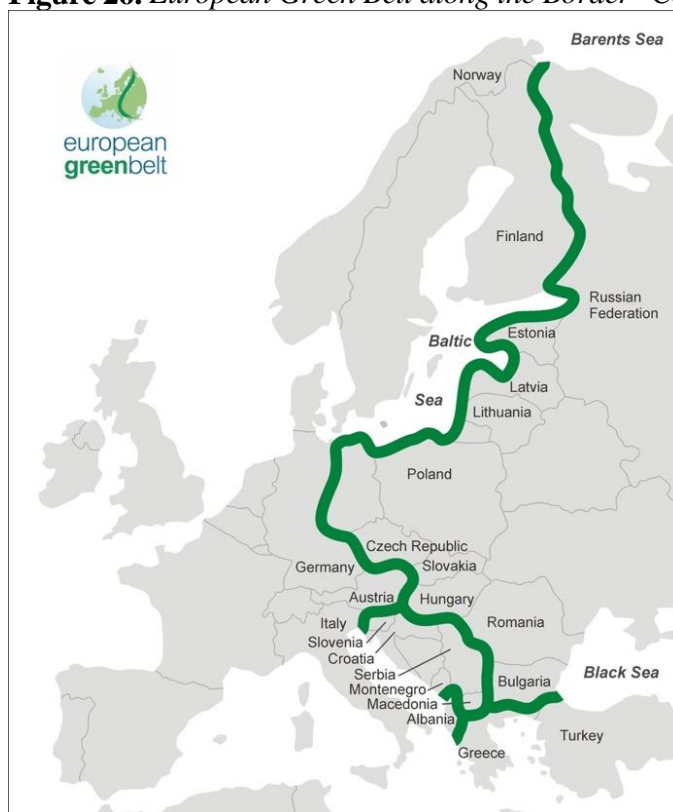 Figure 26. European Green Belt along the Border
Barents Sea
Norway
european
greenbelt
Finland
Russian
Federation
Estonia
Baltic
Sea
Latvia
Lithuania
Poland
Czech Republic
Germany
Slovakia
Austria
Hungary
Italy
Romania
Slovenia
Croatia
Serbia
Black Sea
Bulgaria
Montenegro
Macedonia
Albania
Turkey
Greece